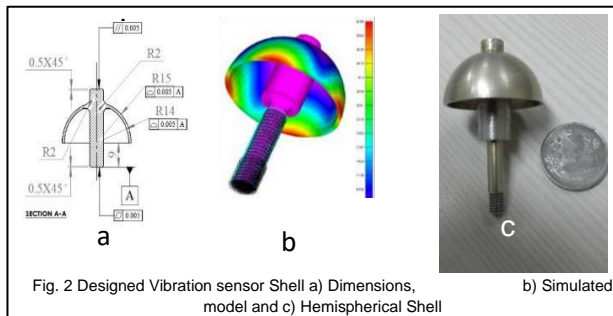 // 0.005
0.5X45°
R2
R15
0.005 A
R14
0.005 A
R2
0.5X45°
A
SECTION A-A
0.005
a
b
c
Fig. 2 Designed Vibration sensor Shell a) Dimensions, b) Simulated
model and c) Hemispherical Shell